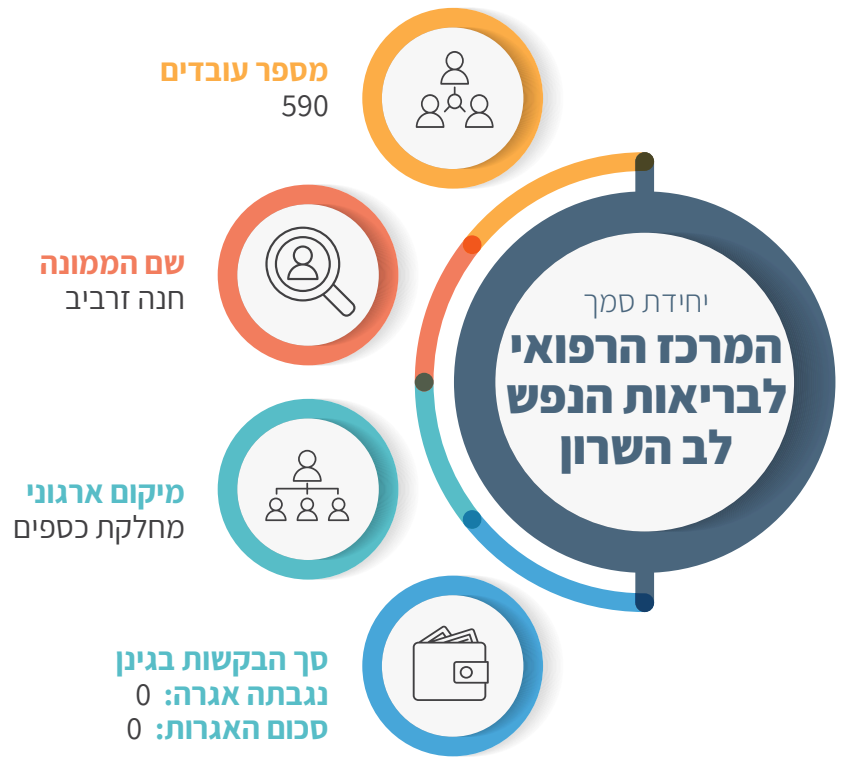 יחידת סמך
המרכז הרפואי
לבריאות הנפש
לב השרון
מספר עובדים
590
שם הממונה
חנה זרביב
מיקום ארגוני
מחלקת כספים
סך הבקשות בגינן
נגבתה אגרה: 0
סכום האגרות: 0